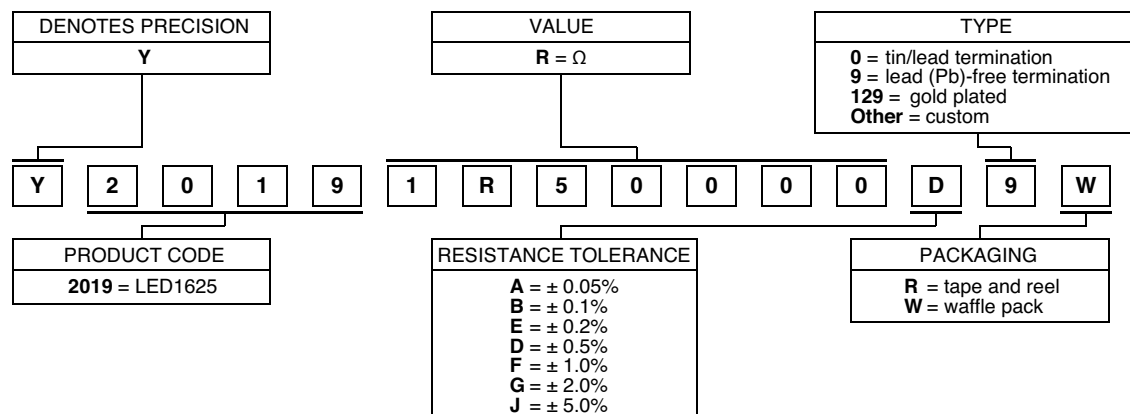 DENOTES PRECISION
Y
VALUE
R = Ω
TYPE
0 = tin/lead termination
9 = lead (Pb)-free termination
129 = gold plated
Other = custom
Y 2 0 1 9 1 R 5 0 0 0 0 D 9 W
PRODUCT CODE
2019 = LED1625
RESISTANCE TOLERANCE
A = ± 0.05%
B = ± 0.1%
E = ± 0.2%
D = ± 0.5%
F = ± 1.0%
G = ± 2.0%
J = ± 5.0%
PACKAGING
R = tape and reel
W = waffle pack